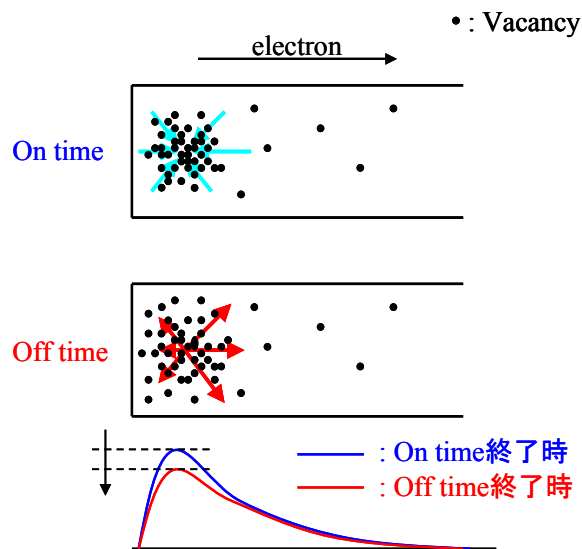 • : Vacancy
electron
On time
Off time
: On time終了時
: Off time終了時